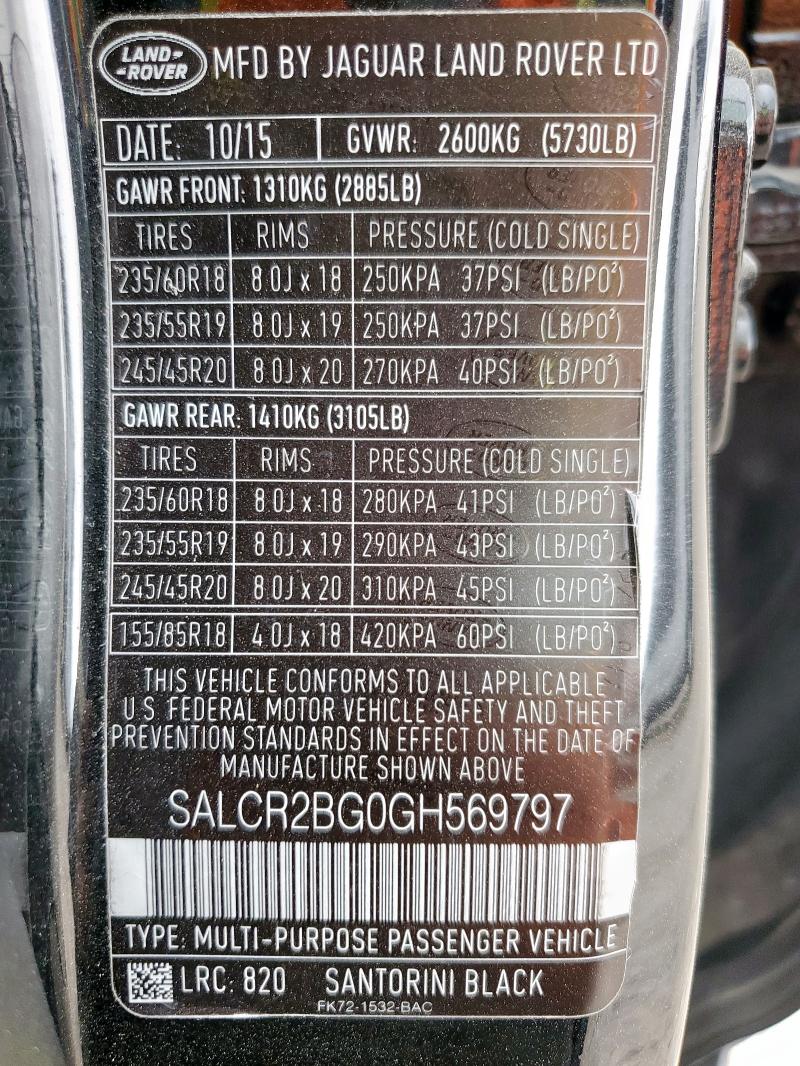 LAND-
-ROVER
MFD BY JAGUAR LAND ROVER LTD
DATE: 10/15 GVWR: 2600KG (5730LB)
GAWR FRONT: 1310KG (2885LB)
TIRES RIMS PRESSURE (COLD SINGLE)
235/60R18 8.0J x 18 250KPA 37PSI (LB/PO²)
235/55R19 8.0J x 19 250KPA 37PSI (LB/PO²)
245/45R20 8.0J x 20 270KPA 40PSI (LB/PO²)
GAWR REAR: 1410KG (3105LB)
TIRES RIMS PRESSURE (COLD SINGLE)
235/60R18 8.0J x 18 280KPA 41PSI (LB/PO²)
235/55R19 8.0J x 19 290KPA 43PSI (LB/PO²)
245/45R20 8.0J x 20 310KPA 45PSI (LB/PO²)
155/85R18 4.0J x 18 420KPA 60PSI (LB/PO²)
THIS VEHICLE CONFORMS TO ALL APPLICABLE
U.S. FEDERAL MOTOR VEHICLE SAFETY AND THEFT
PREVENTION STANDARDS IN EFFECT ON THE DATE OF
MANUFACTURE SHOWN ABOVE
SALCR2BG0GH569797
TYPE: MULTI-PURPOSE PASSENGER VEHICLE
LRC: 820 SANTORINI BLACK
FK72-1532-BAC